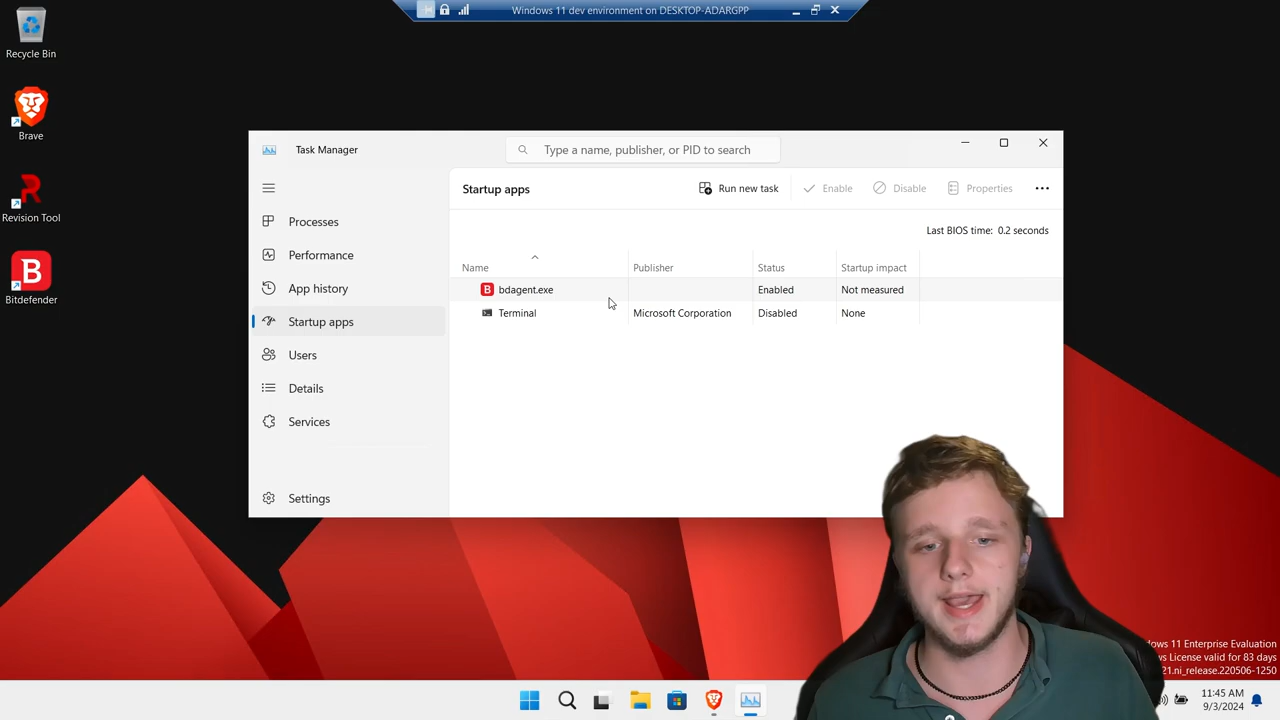 Windows 11 dev environment on DESKTOP-ADARGPP
Recycle Bin
Brave
Revision Tool
B
Bitdefender
Task Manager
Type a name, publisher, or PID to search
Processes
Performance
App history
Startup apps
Users
Details
Services
Settings
Startup apps
Run new task
Enable
Disable
Properties
Last BIOS time: 0.2 seconds
Name Publisher Status Startup impact
B bdagent.exe Enabled Not measured
Terminal Microsoft Corporation Disabled None
dows 11 Enterprise Evaluation
ws License valid for 83 days
21.ni_release.220506-1250
11:45 AM
9/3/2024